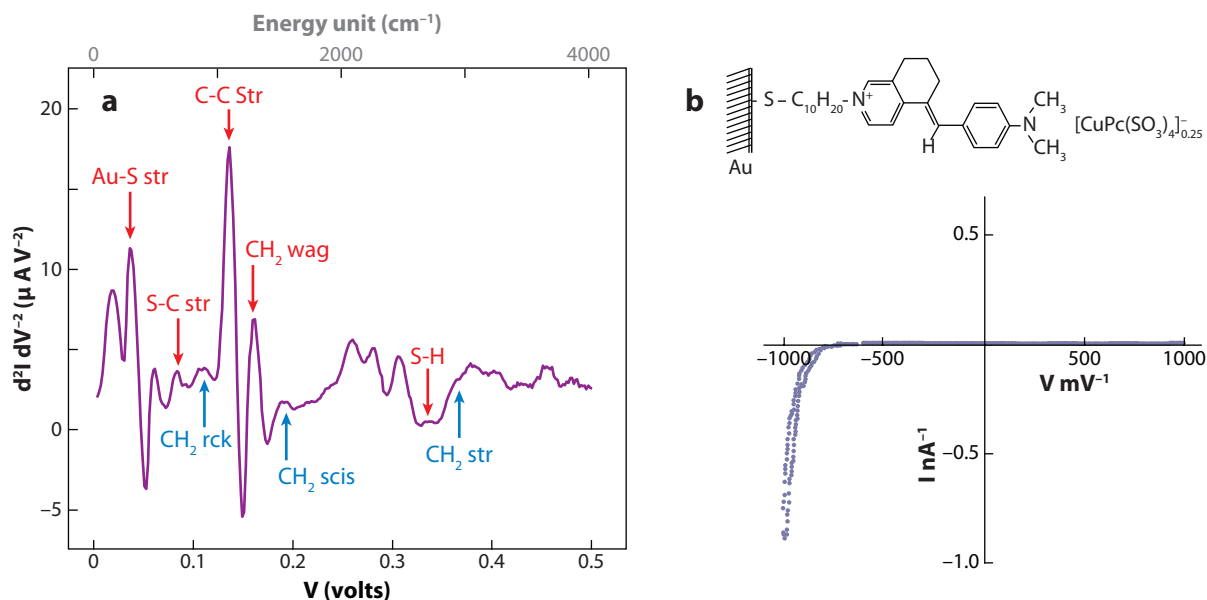 Energy unit (cm⁻¹)
0
2000
4000
a
20
10
0
−5
d²I dV⁻² (μ A V⁻²)
C-C Str
Au-S str
CH₂ wag
S-C str
S-H
CH₂ rck
CH₂ scis
CH₂ str
0
0.1
0.2
0.3
0.4
0.5
V (volts)
b
Au
S – C₁₀H₂₀ – N⁺
H
N
CH₃
CH₃
[CuPc(SO₃)₄]⁻₀.₂₅
0.5
−1000
−500
500
1000
V mV⁻¹
−0.5
I nA⁻¹
−1.0